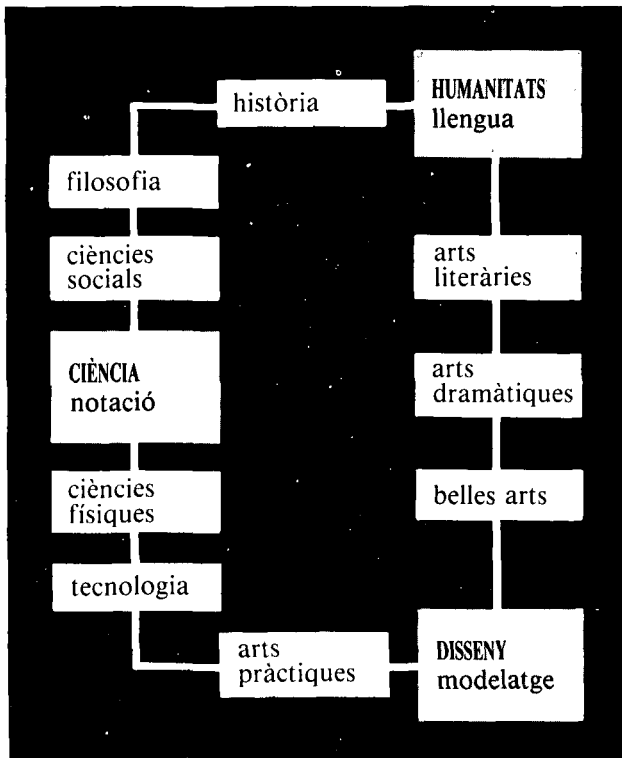 història
HUMANITATS
llengua
filosofia
ciències
socials
arts
literàries
CIÈNCIA
notació
arts
dramàtiques
ciències
físiques
belles arts
tecnologia
arts
pràctiques
DISSENY
modelatge